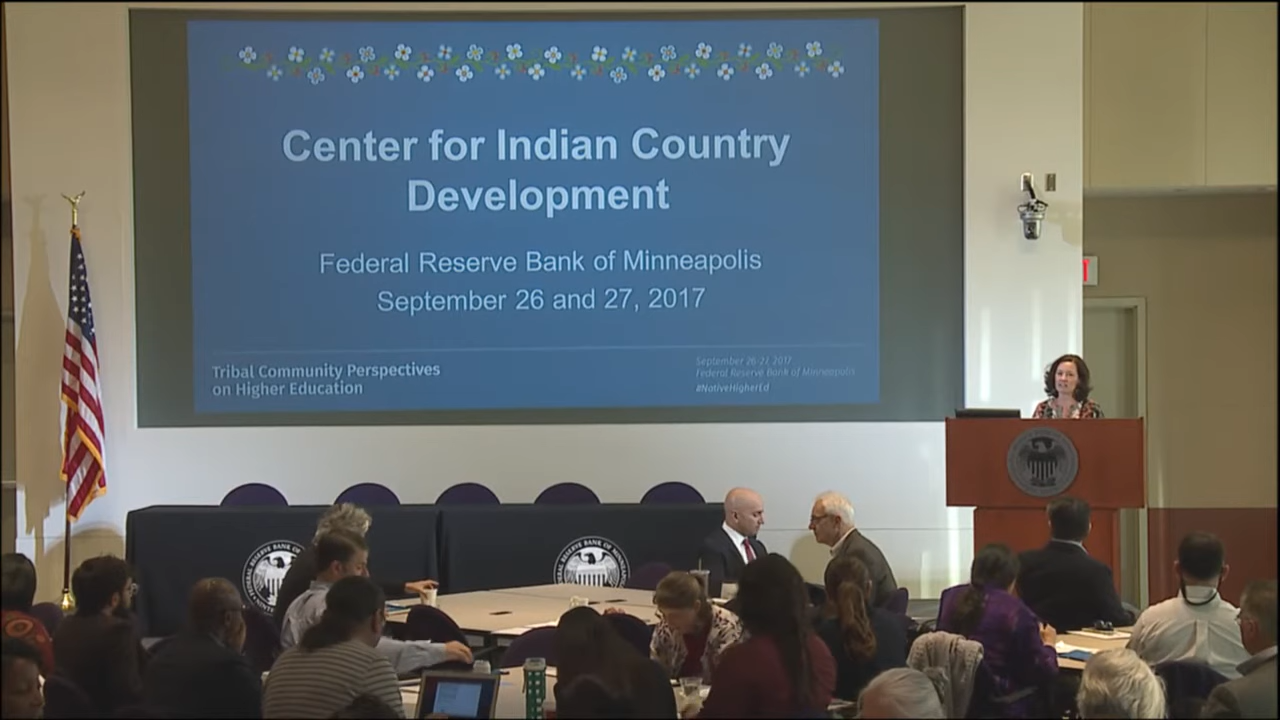 Center for Indian Country
Development
Federal Reserve Bank of Minneapolis
September 26 and 27, 2017
Tribal Community Perspectives
on Higher Education
September 26-27, 2017
Federal Reserve Bank of Minneapolis
#NativeHigherEd